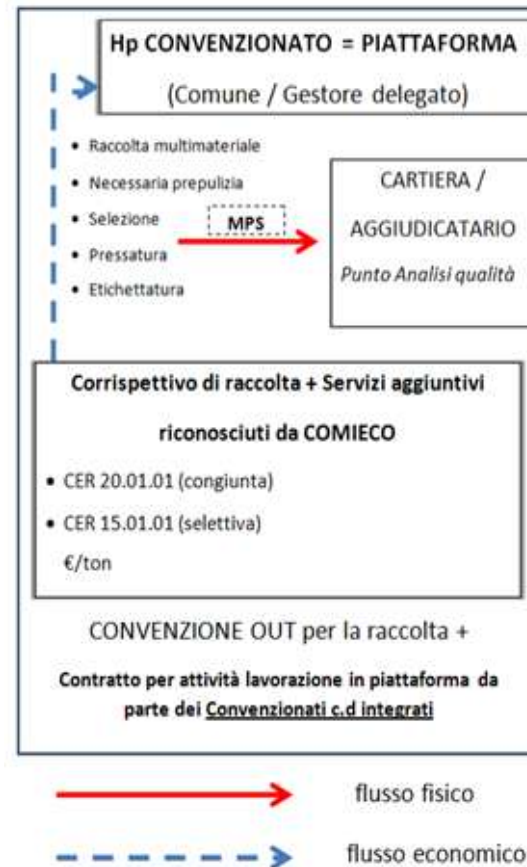 Hp CONVENZIONATO = PIATTAFORMA
(Comune / Gestore delegato)
• Raccolta multimateriale
• Necessaria prepulizia
• Selezione
• Pressatura
• Etichettatura
MPS
CARTIERA /
AGGIUDICATARIO
Punto Analisi qualità
Corrispettivo di raccolta + Servizi aggiuntivi
riconosciuti da COMIECO
• CER 20.01.01 (congiunta)
• CER 15.01.01 (selettiva)
€/ton
CONVENZIONE OUT per la raccolta +
Contratto per attività lavorazione in piattaforma da
parte dei Convenzionati c.d integrati
flusso fisico
flusso economico